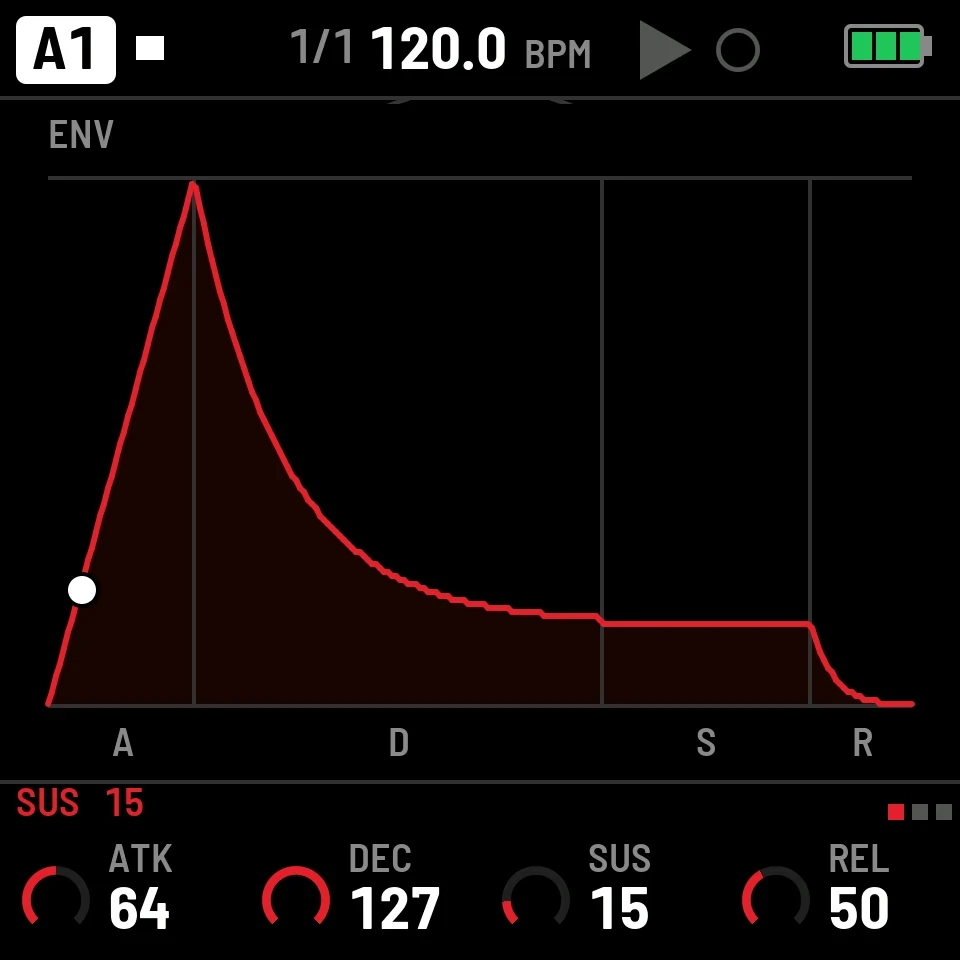 A1 1/1 120.0 BPM
ENV
A D S R
SUS 15
ATK DEC SUS REL
64 127 15 50